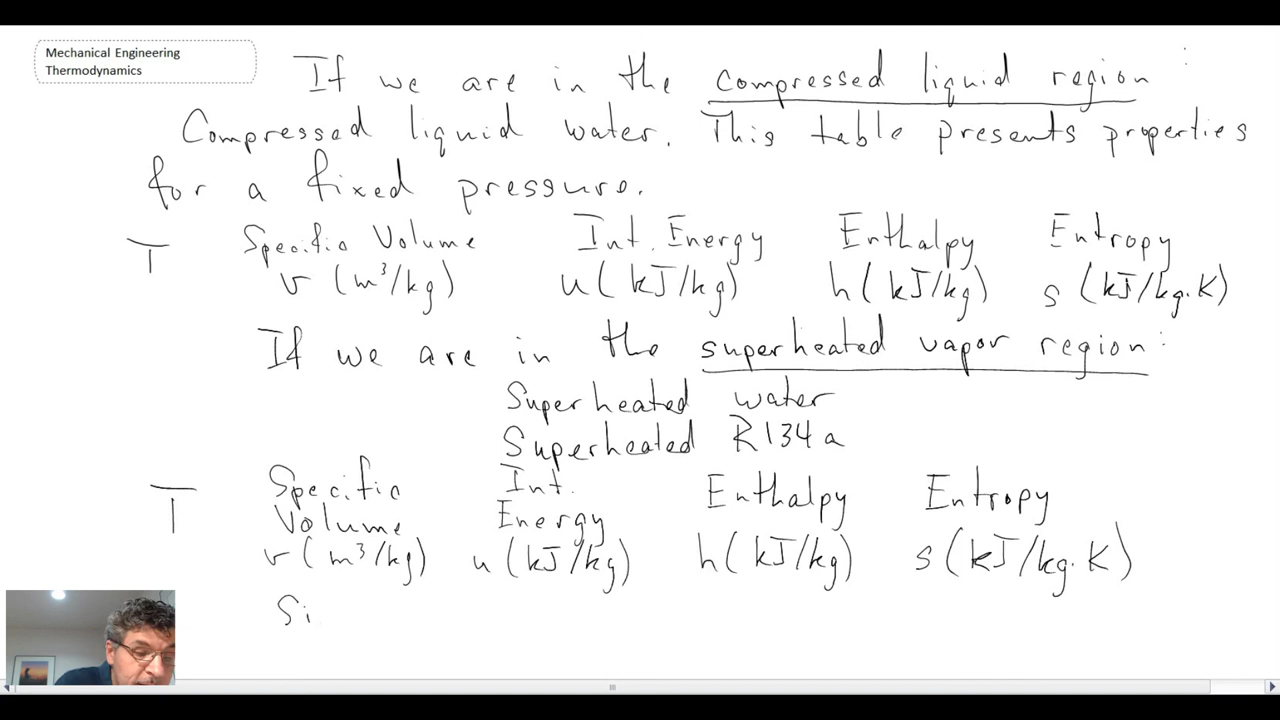 Mechanical Engineering
Thermodynamics
If we are in the compressed liquid region :
Compressed liquid water. This table presents properties
for a fixed pressure.
T Specific Volume Int. Energy Enthalpy Entropy
v (m³/kg) u (kJ/kg) h (kJ/kg) s (kJ/kg.K)
If we are in the superheated vapor region :
Superheated water
Superheated R134a
T Specific Int. Enthalpy Entropy
Volume Energy
v (m³/kg) u (kJ/kg) h (kJ/kg) s (kJ/kg.K)
Si